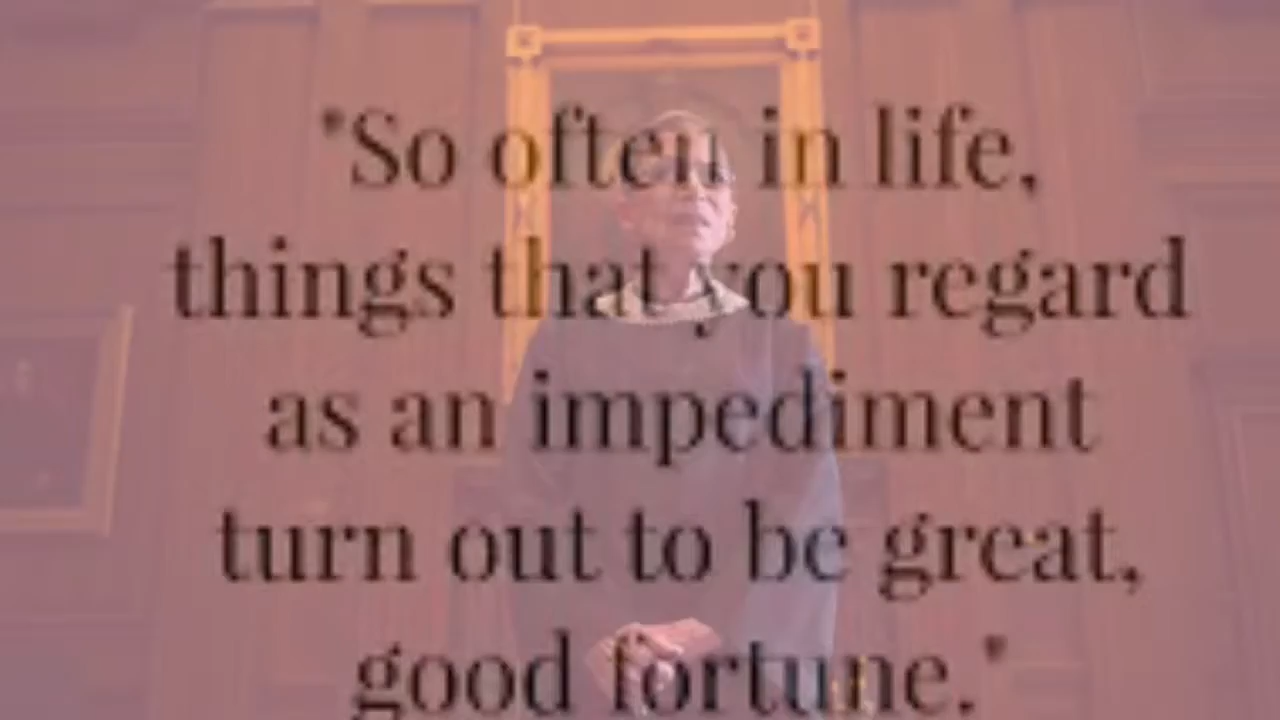 "So often in life,
things that you regard
as an impediment
turn out to be great,
good fortune."